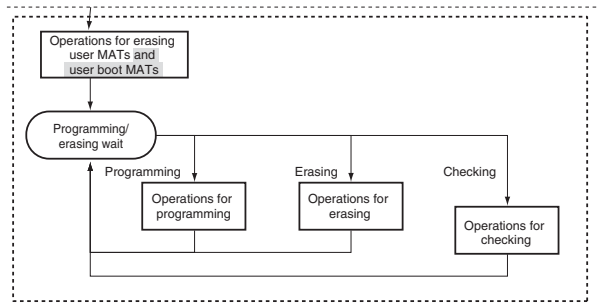 Operations for erasing
user MATs and
user boot MATs
Programming/
erasing wait
Programming
Erasing
Checking
Operations for
programming
Operations for
erasing
Operations for
checking